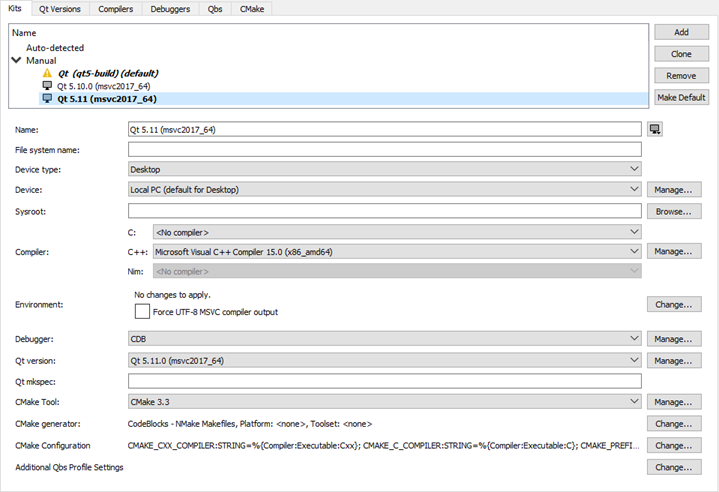 Kits Qt Versions Compilers Debuggers Qbs CMake
Name
Auto-detected
Manual
Qt (qt5-build) (default)
Qt 5.10.0 (msvc2017_64)
Qt 5.11 (msvc2017_64)
Add
Clone
Remove
Make Default
Name: Qt 5.11 (msvc2017_64)
File system name:
Device type: Desktop
Device: Local PC (default for Desktop) Manage...
Sysroot: Browse...
C: <No compiler>
Compiler: C++: Microsoft Visual C++ Compiler 15.0 (x86_amd64) Manage...
Nim: <No compiler>
No changes to apply.
Environment: Change...
Force UTF-8 MSVC compiler output
Debugger: CDB Manage...
Qt version: Qt 5.11.0 (msvc2017_64) Manage...
Qt mkspec:
CMake Tool: CMake 3.3 Manage...
CMake generator: CodeBlocks - NMake Makefiles, Platform: <none>, Toolset: <none> Change...
CMake Configuration CMAKE_CXX_COMPILER:STRING=%{Compiler:Executable:Cxx}; CMAKE_C_COMPILER:STRING=%{Compiler:Executable:C}; CMAKE_PREFI... Change...
Additional Qbs Profile Settings Change...